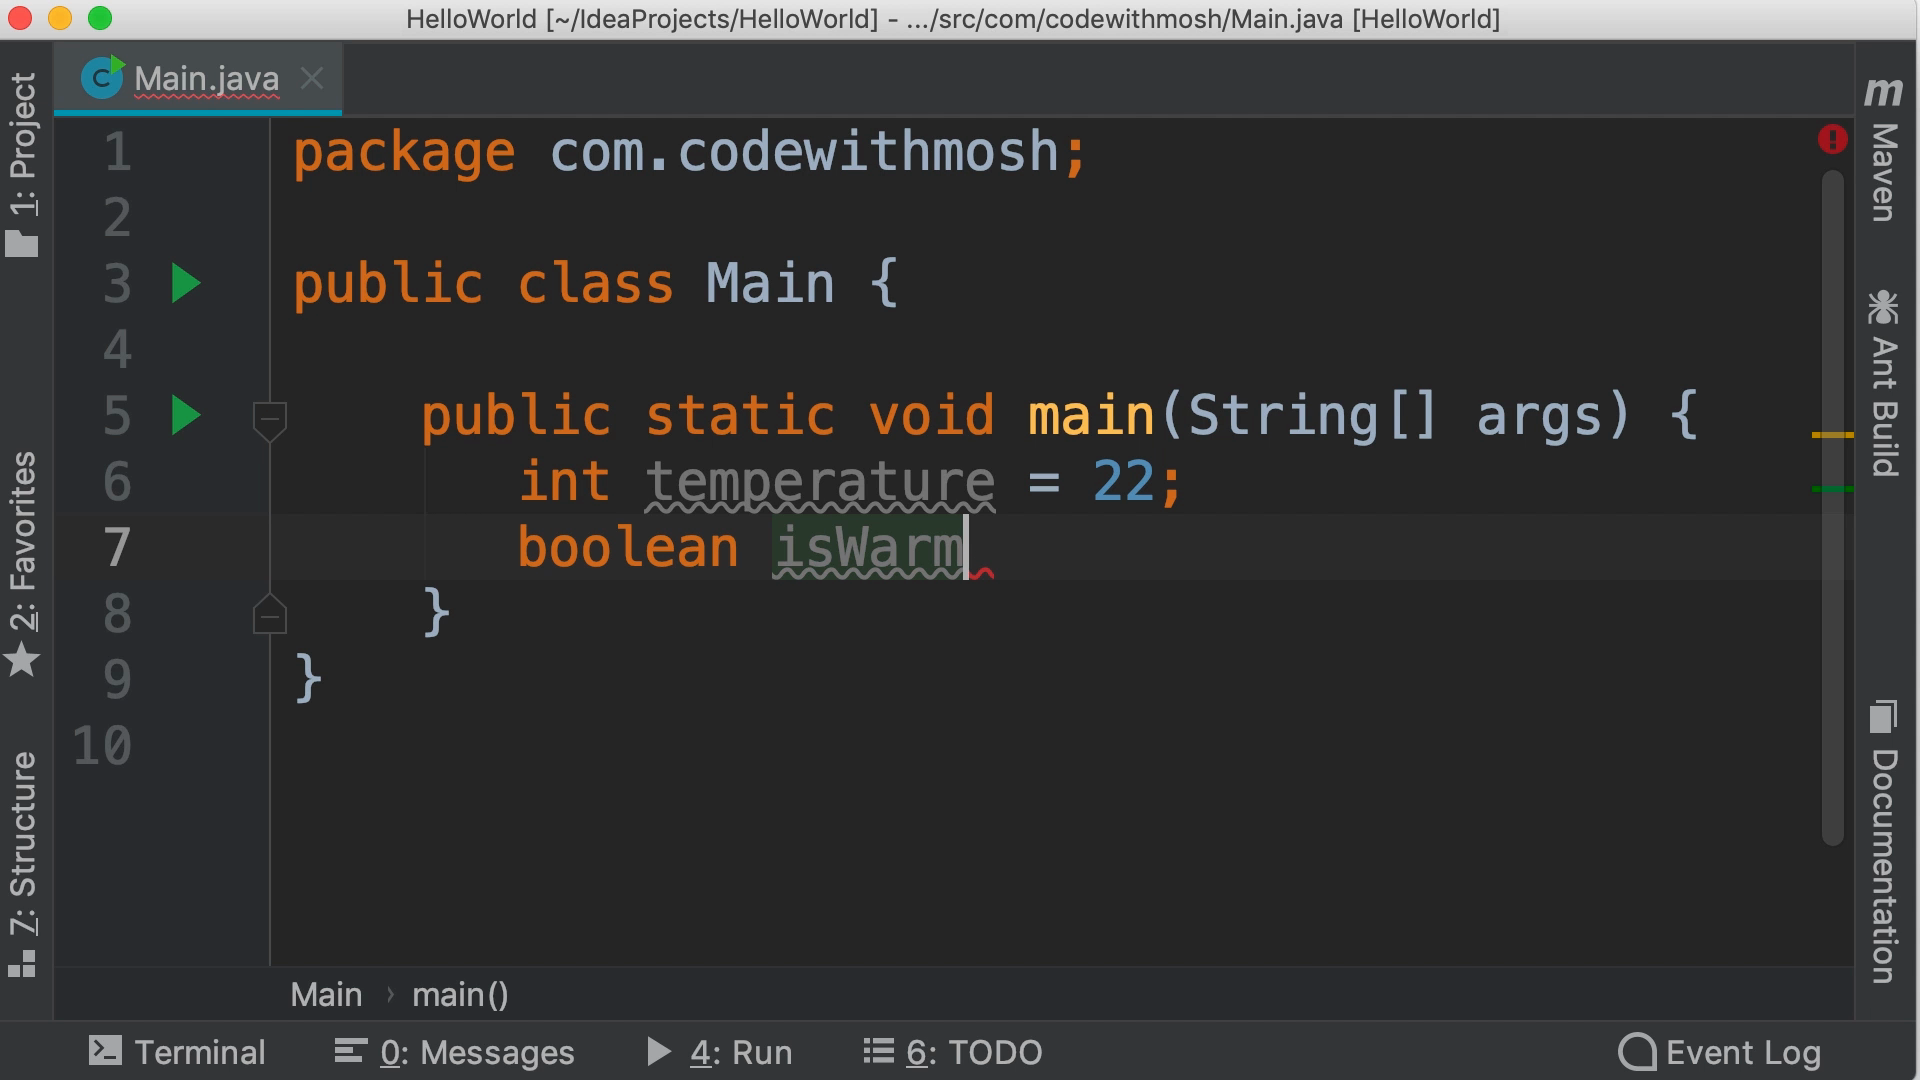 HelloWorld [~/IdeaProjects/HelloWorld] - .../src/com/codewithmosh/Main.java [HelloWorld]
Main.java
1: Project
2: Favorites
7: Structure
1 package com.codewithmosh;
2
3 public class Main {
4
5 public static void main(String[] args) {
6 int temperature = 22;
7 boolean isWarm
8 }
9 }
10
m Maven
Ant Build
Documentation
Main › main()
Terminal 0: Messages 4: Run 6: TODO Event Log